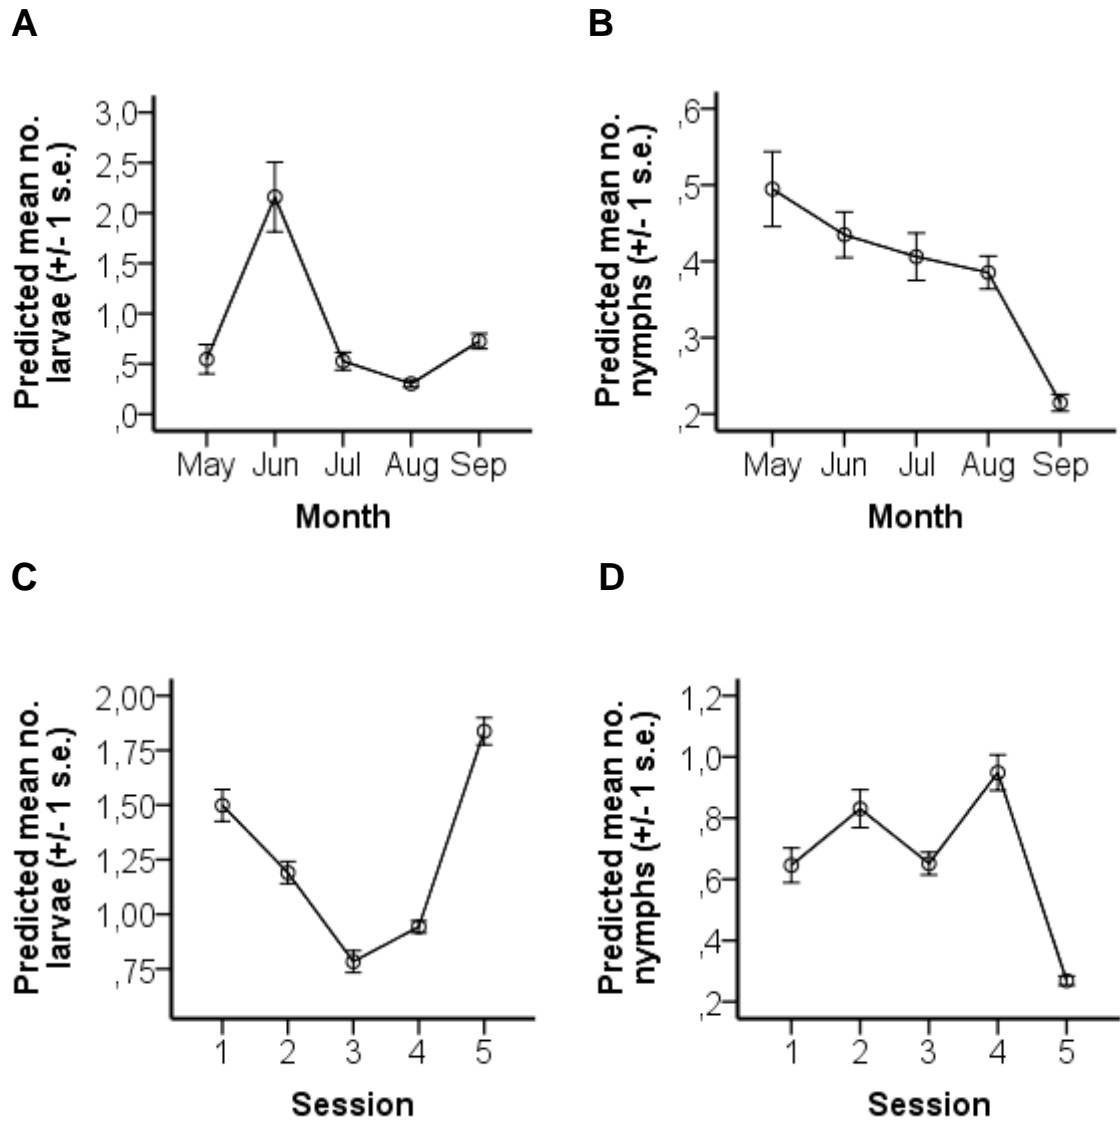 A
Predicted mean no.
larvae (+/- 1 s.e.)
3,0
2,5
2,0
1,5
1,0
,5
,0
May Jun Jul Aug Sep
Month
B
Predicted mean no.
nymphs (+/- 1 s.e.)
,6
,5
,4
,3
,2
May Jun Jul Aug Sep
Month
C
Predicted mean no.
larvae (+/- 1 s.e.)
2,00
1,75
1,50
1,25
1,00
,75
1 2 3 4 5
Session
D
Predicted mean no.
nymphs (+/- 1 s.e.)
1,2
1,0
,8
,6
,4
,2
1 2 3 4 5
Session